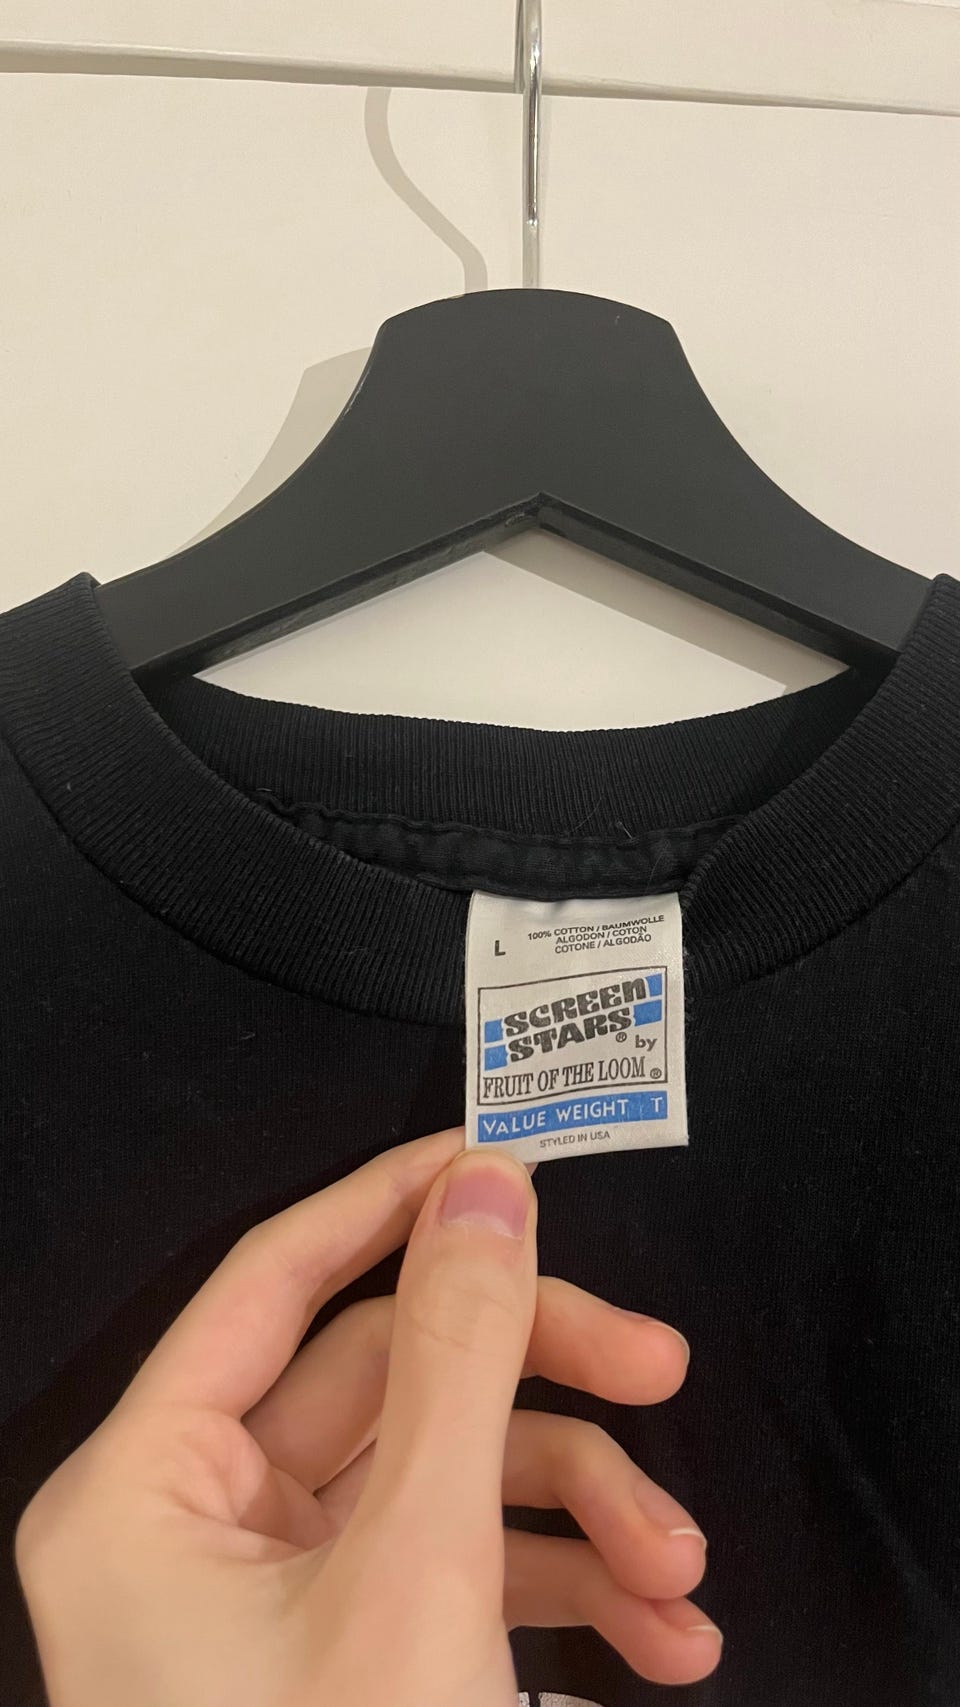 L
100% COTTON / BAUMWOLLE
ALGODON / COTON
COTONE / ALGODÃO
SCREEN
STARS® by
FRUIT OF THE LOOM®
VALUE WEIGHT T
STYLED IN USA